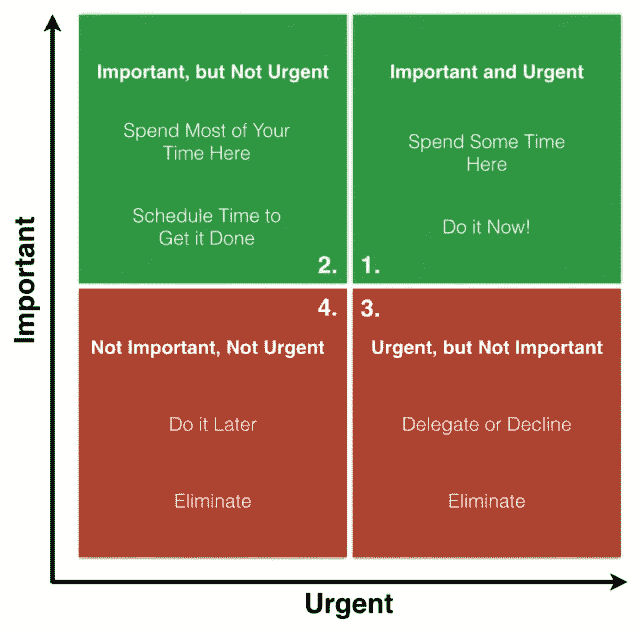 Important
Important, but Not Urgent
Spend Most of Your
Time Here
Schedule Time to
Get it Done
2.
Important and Urgent
Spend Some Time
Here
Do it Now!
1.
4.
Not Important, Not Urgent
Do it Later
Eliminate
3.
Urgent, but Not Important
Delegate or Decline
Eliminate
Urgent